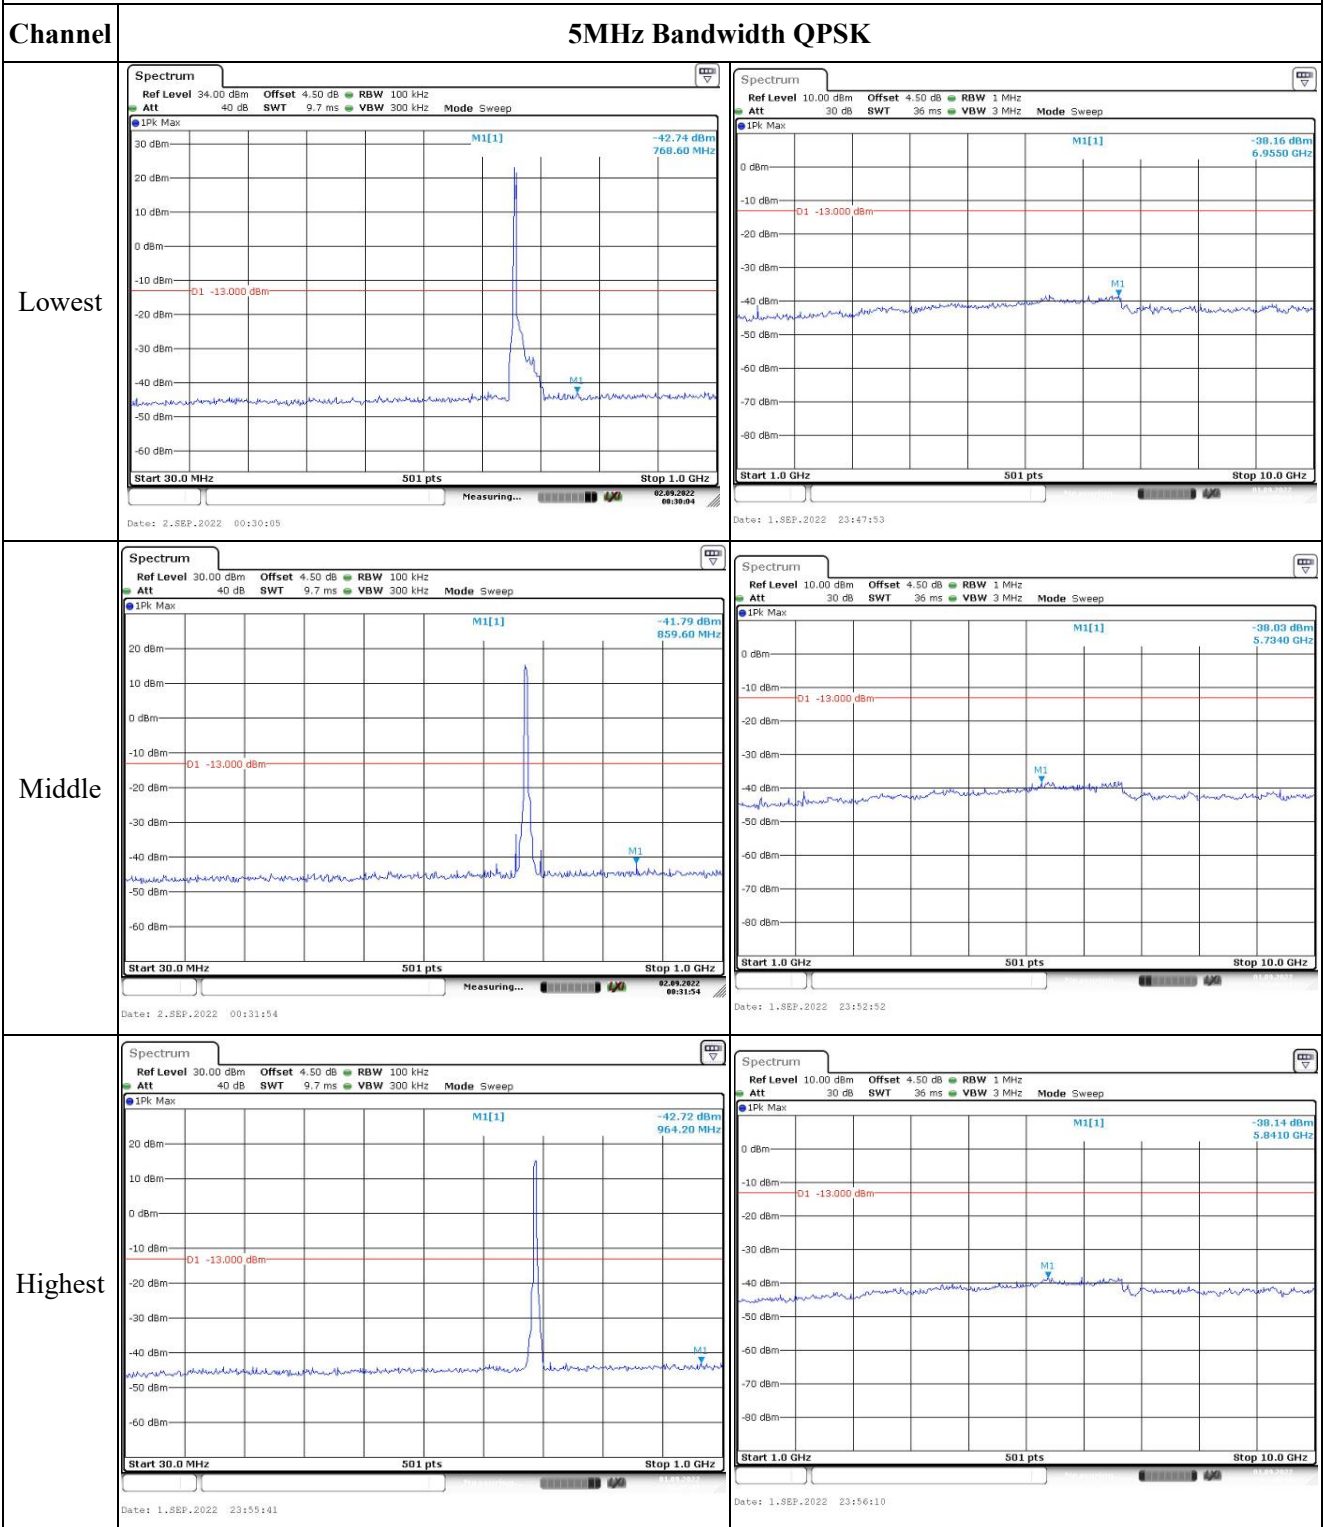 Channel 5MHz Bandwidth QPSK
Lowest
Spectrum
Ref Level 34.00 dBm Offset 4.50 dB RBW 100 kHz
Att 40 dB SWT 9.7 ms VBW 300 kHz Mode Sweep
1Pk Max
M1[1] -42.74 dBm
768.60 MHz
30 dBm
20 dBm
10 dBm
0 dBm
-10 dBm
D1 -13.000 dBm
-20 dBm
-30 dBm
-40 dBm
M1
-50 dBm
-60 dBm
Start 30.0 MHz 501 pts Stop 1.0 GHz
Measuring... 02.09.2022
00:30:04
Date: 2.SEP.2022 00:30:05
Spectrum
Ref Level 10.00 dBm Offset 4.50 dB RBW 1 MHz
Att 30 dB SWT 36 ms VBW 3 MHz Mode Sweep
1Pk Max
M1[1] -38.16 dBm
6.9550 GHz
0 dBm
-10 dBm
D1 -13.000 dBm
-20 dBm
-30 dBm
M1
-40 dBm
-50 dBm
-60 dBm
-70 dBm
-80 dBm
Start 1.0 GHz 501 pts Stop 10.0 GHz
Date: 1.SEP.2022 23:47:53
Middle
Spectrum
Ref Level 30.00 dBm Offset 4.50 dB RBW 100 kHz
Att 40 dB SWT 9.7 ms VBW 300 kHz Mode Sweep
1Pk Max
M1[1] -41.79 dBm
859.60 MHz
20 dBm
10 dBm
0 dBm
-10 dBm
D1 -13.000 dBm
-20 dBm
-30 dBm
-40 dBm
M1
-50 dBm
-60 dBm
Start 30.0 MHz 501 pts Stop 1.0 GHz
Measuring... 02.09.2022
00:31:54
Date: 2.SEP.2022 00:31:54
Spectrum
Ref Level 10.00 dBm Offset 4.50 dB RBW 1 MHz
Att 30 dB SWT 36 ms VBW 3 MHz Mode Sweep
1Pk Max
M1[1] -38.03 dBm
5.7340 GHz
0 dBm
-10 dBm
D1 -13.000 dBm
-20 dBm
-30 dBm
M1
-40 dBm
-50 dBm
-60 dBm
-70 dBm
-80 dBm
Start 1.0 GHz 501 pts Stop 10.0 GHz
Date: 1.SEP.2022 23:52:52
Highest
Spectrum
Ref Level 30.00 dBm Offset 4.50 dB RBW 100 kHz
Att 40 dB SWT 9.7 ms VBW 300 kHz Mode Sweep
1Pk Max
M1[1] -42.72 dBm
964.20 MHz
20 dBm
10 dBm
0 dBm
-10 dBm
D1 -13.000 dBm
-20 dBm
-30 dBm
-40 dBm
M1
-50 dBm
-60 dBm
Start 30.0 MHz 501 pts Stop 1.0 GHz
Date: 1.SEP.2022 23:55:41
Spectrum
Ref Level 10.00 dBm Offset 4.50 dB RBW 1 MHz
Att 30 dB SWT 36 ms VBW 3 MHz Mode Sweep
1Pk Max
M1[1] -38.14 dBm
5.8410 GHz
0 dBm
-10 dBm
D1 -13.000 dBm
-20 dBm
-30 dBm
M1
-40 dBm
-50 dBm
-60 dBm
-70 dBm
-80 dBm
Start 1.0 GHz 501 pts Stop 10.0 GHz
Date: 1.SEP.2022 23:56:10